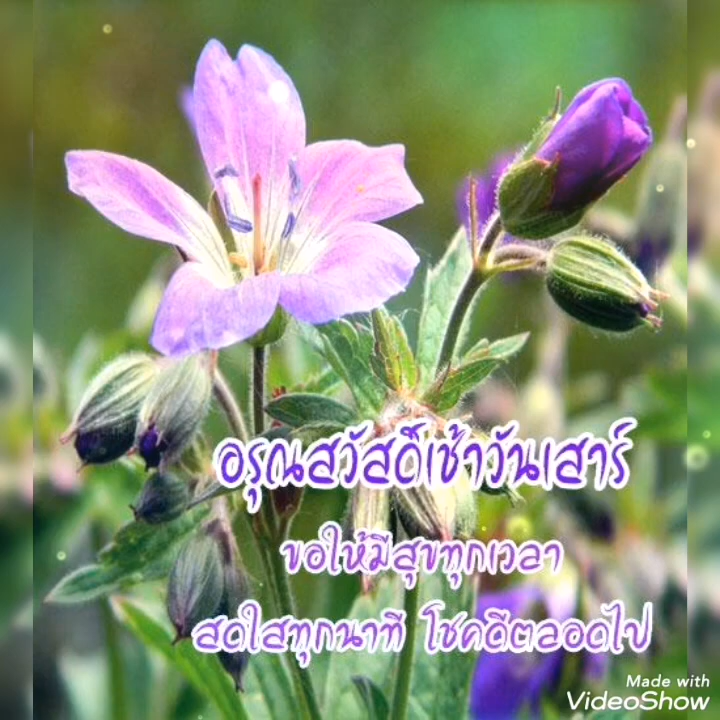 อรุณสวัสดิ์เช้าวันเสาร์
ขอให้มีสุขทุกเวลา
สดใสทุกนาที โชคดีตลอดไป
Made with
VideoShow